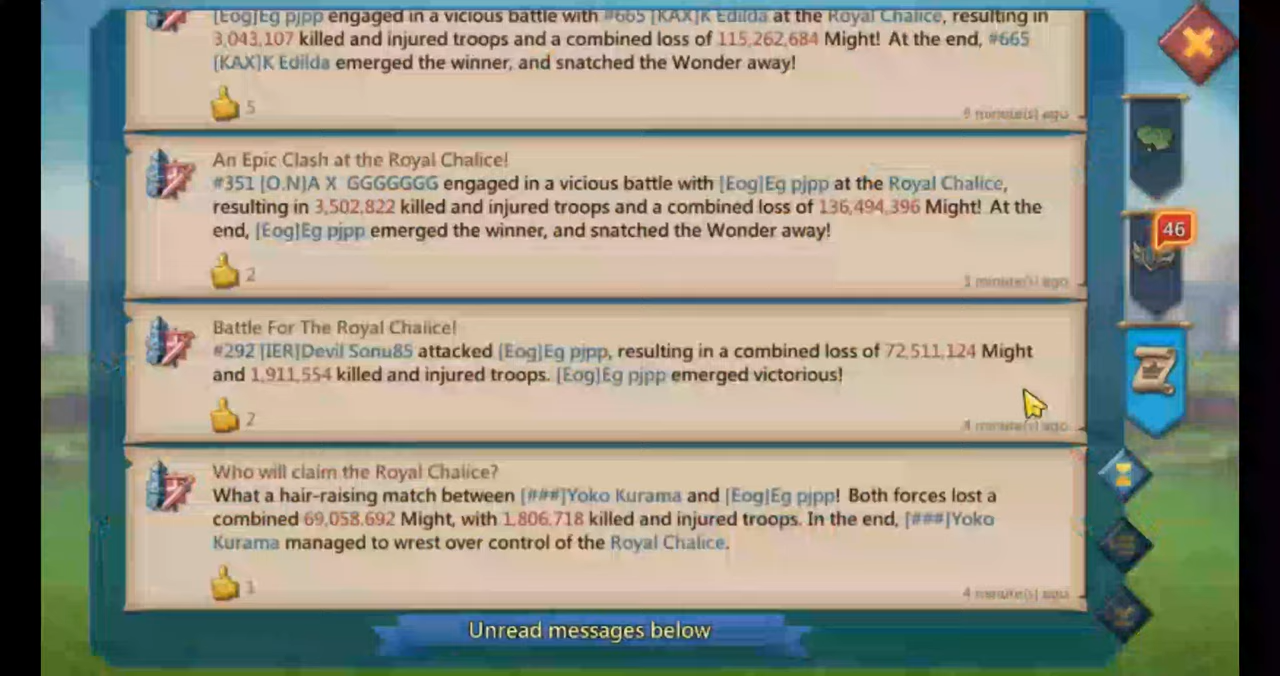 [Eog]Eg pjpp engaged in a vicious battle with #665 [KAX]K Edilda at the Royal Chalice, resulting in
3,043,107 killed and injured troops and a combined loss of 115,262,684 Might! At the end, #665
[KAX]K Edilda emerged the winner, and snatched the Wonder away!
5
minute(s) ago
An Epic Clash at the Royal Chalice!
#351 [O.N]A X GGGGGGG engaged in a vicious battle with [Eog]Eg pjpp at the Royal Chalice,
resulting in 3,502,822 killed and injured troops and a combined loss of 136,494,396 Might! At the
end, [Eog]Eg pjpp emerged the winner, and snatched the Wonder away!
2
minute(s) ago
46
Battle For The Royal Chalice!
#292 [IER]Devil Sonu85 attacked [Eog]Eg pjpp, resulting in a combined loss of 72,511,124 Might
and 1,911,554 killed and injured troops. [Eog]Eg pjpp emerged victorious!
2
minute(s) ago
Who will claim the Royal Chalice?
What a hair-raising match between [###]Yoko Kurama and [Eog]Eg pjpp! Both forces lost a
combined 69,058,692 Might, with 1,806,718 killed and injured troops. In the end, [###]Yoko
Kurama managed to wrest over control of the Royal Chalice.
1
4 minute(s) ago
Unread messages below